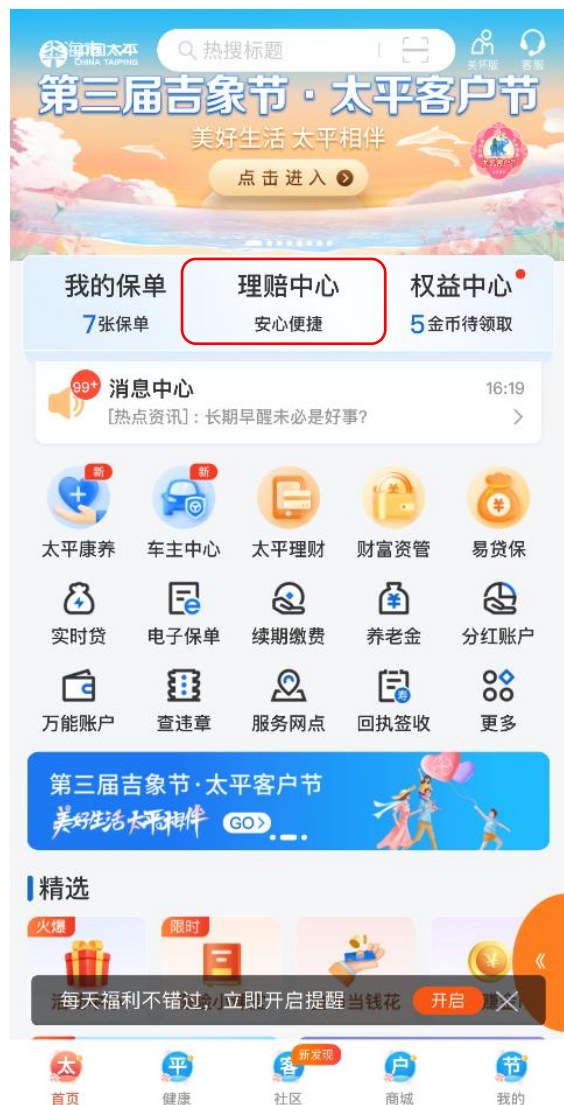 中国太平
CHINA TAIPING
热搜标题
关怀版
客服
第三届吉象节·太平客户节
美好生活 太平相伴
点击进入
太平客户节
我的保单
7张保单
理赔中心
安心便捷
权益中心
5金币待领取
99+
消息中心
16:19
[热点资讯]:长期早醒未必是好事?
新
新
太平康养
车主中心
太平理财
财富资管
易贷保
实时贷
电子保单
续期缴费
养老金
分红账户
万能账户
查违章
服务网点
回执签收
更多
第三届吉象节·太平客户节
美好生活太平相伴
GO
精选
火爆
限时
每天福利不错过，立即开启提醒
开启
太
平
客
新发现
户
节
首页
健康
社区
商城
我的